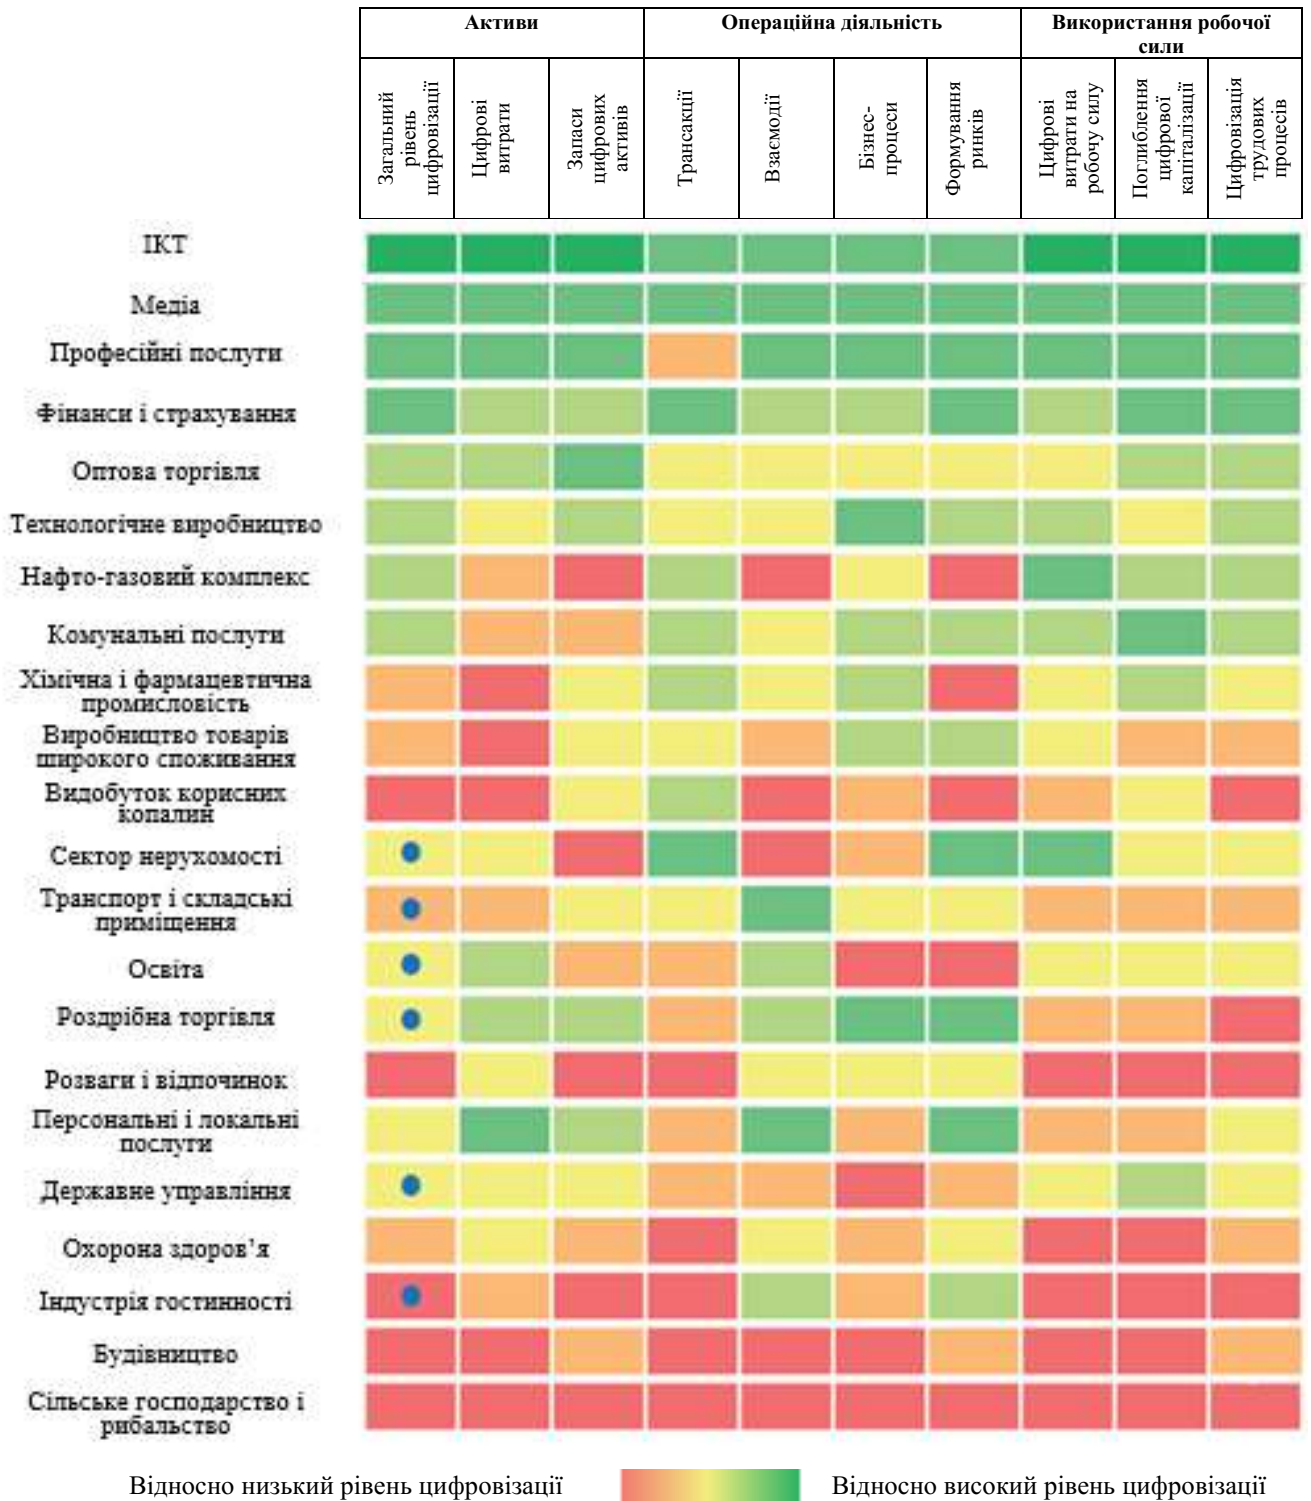 Активи
Операційна діяльність
Використання робочої
сили
Загальний
рівень
цифровізації
Цифрові
витрати
Запаси
цифрових
активів
Трансакції
Взаємодії
Бізнес-
процеси
Формування
ринків
Цифрові
витрати на
робочу силу
Поглиблення
цифрової
капіталізації
Цифровізація
трудових
процесів
ІКТ
Медіа
Професійні послуги
Фінанси і страхування
Оптова торгівля
Технологічне виробництво
Нафто-газовий комплекс
Комунальні послуги
Хімічна і фармацевтична
промисловість
Виробництво товарів
широкого споживання
Видобуток корисних
копалин
Сектор нерухомості
Транспорт і складські
приміщення
Освіта
Роздрібна торгівля
Розваги і відпочинок
Персональні і локальні
послуги
Державне управління
Охорона здоров’я
Індустрія гостинності
Будівництво
Сільське господарство і
рибальство
Відносно низький рівень цифровізації
Відносно високий рівень цифровізації